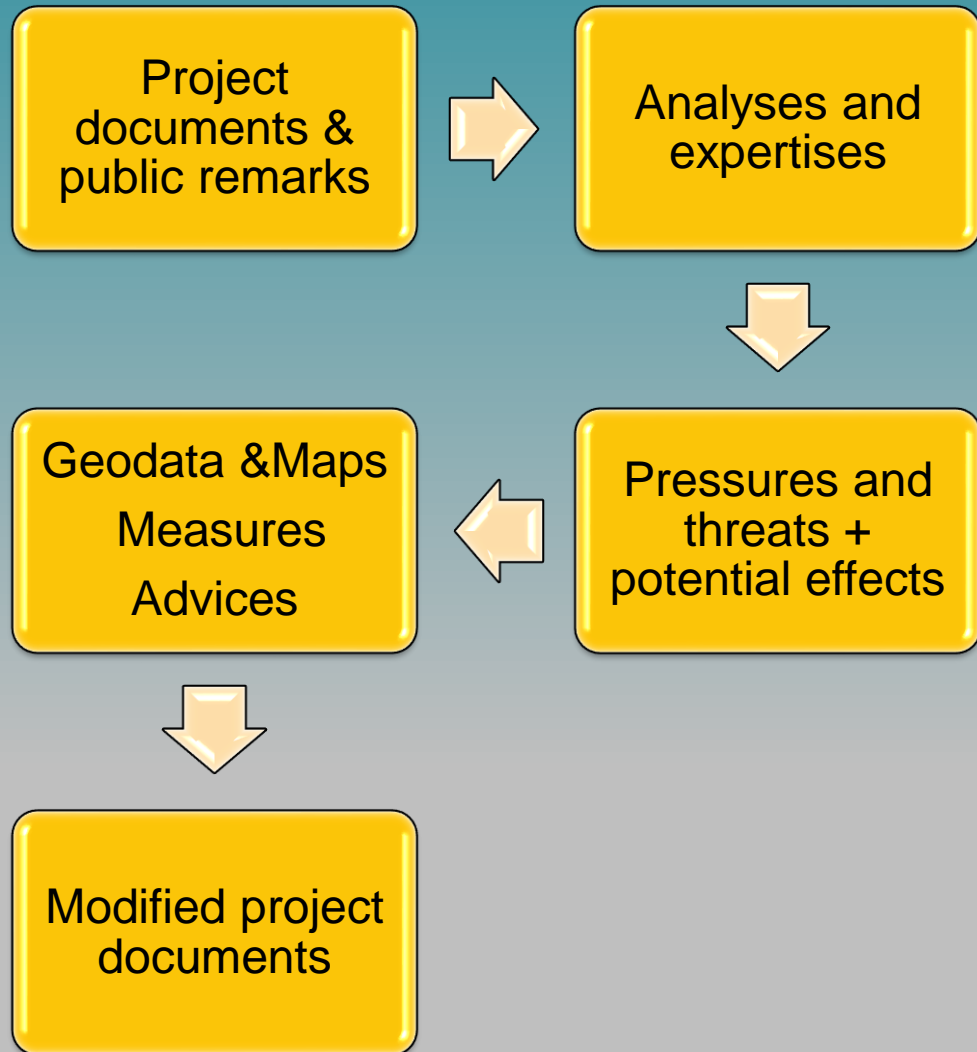 Project
documents &
public remarks
Analyses and
expertises
Pressures and
threats +
potential effects
Geodata &Maps
Measures
Advices
Modified project
documents